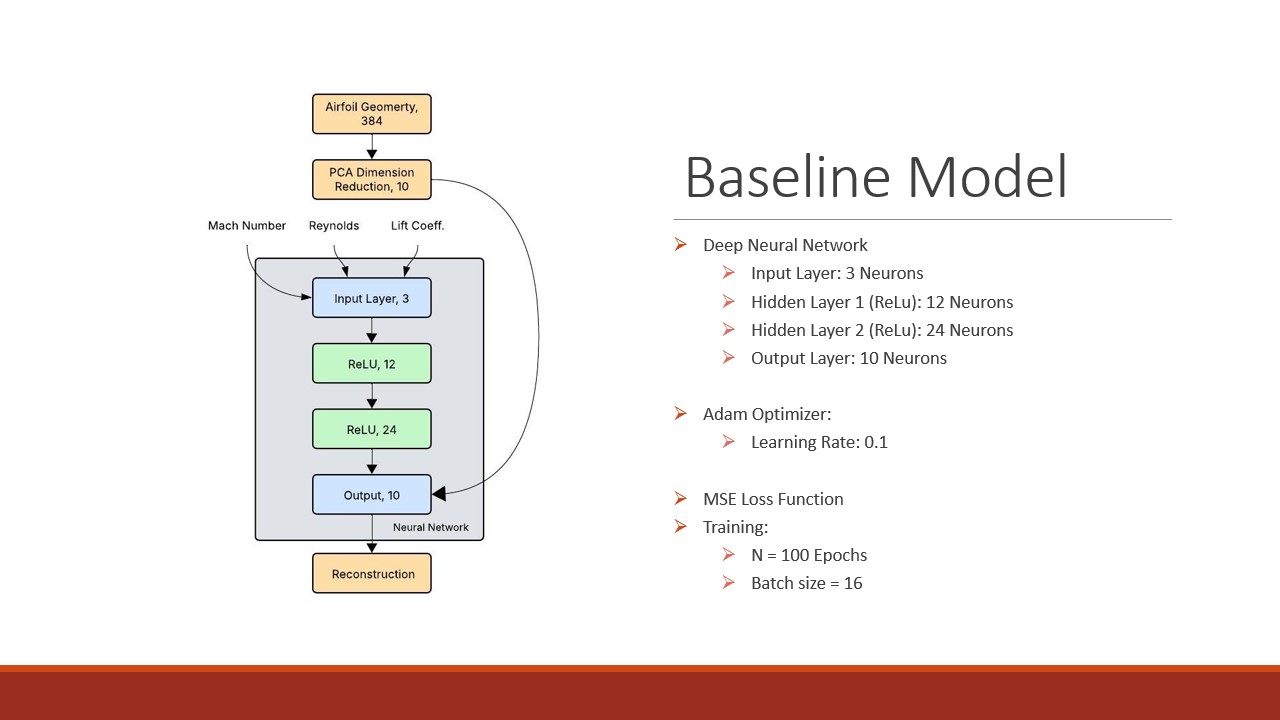 Airfoil Geomerty,
384
PCA Dimension
Reduction, 10
Mach Number
Reynolds
Lift Coeff.
Input Layer, 3
ReLU, 12
ReLU, 24
Output, 10
Neural Network
Reconstruction
Baseline Model
Deep Neural Network
Input Layer: 3 Neurons
Hidden Layer 1 (ReLu): 12 Neurons
Hidden Layer 2 (ReLu): 24 Neurons
Output Layer: 10 Neurons
Adam Optimizer:
Learning Rate: 0.1
MSE Loss Function
Training:
N = 100 Epochs
Batch size = 16